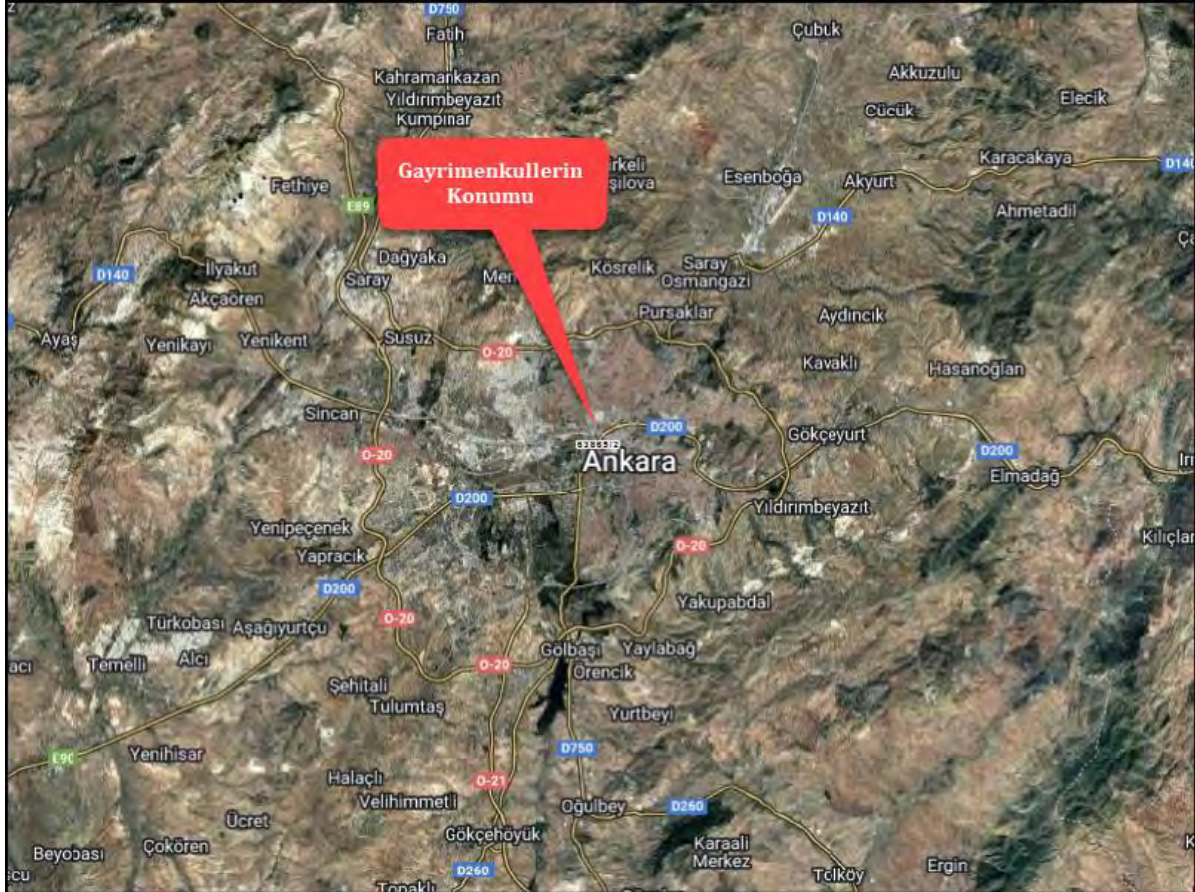 D750
Fatih
Çubuk
Kahramankazan
Akkuzulu
Yıldırımbeyazıt
Elecik
Kumpınar
Cücük
Gayrimenkullerin
Konumu
Karacakaya
D140
Esenboğa
Akyurt
Fethiye
E89
D140
Ahmetadil
Dağyaka
İlyakut
D140
Saray
Kösrelik
Saray
Osmangazi
Akçaören
Pursaklar
Aydıncık
Ayaş
Yenikayı
Yenikent
Susuz
O-20
Kavaklı
Hasanoğlan
Sincan
D200
Gökçeyurt
O-20
Ankara
D200
Elmadağ
D200
Yıldırımbeyazıt
Yenipeçenek
Yapracık
O-20
Kılıçlar
D200
Yakupabdal
Türkobası
Aşağıyurtçu
O-20
Gölbaşı
Yaylabağ
Temelli
Alcı
O-20
Örencik
Şehitali
Tulumtaş
Yurtbeyi
E90
Yenihisar
D750
Halaçlı
O-21
Velihimmetli
Oğulbey
D260
Ücret
Gökçehöyük
Karaali
Merkez
Beyobası
Çokören
D260
Tolköy
Ergin
Topaklı